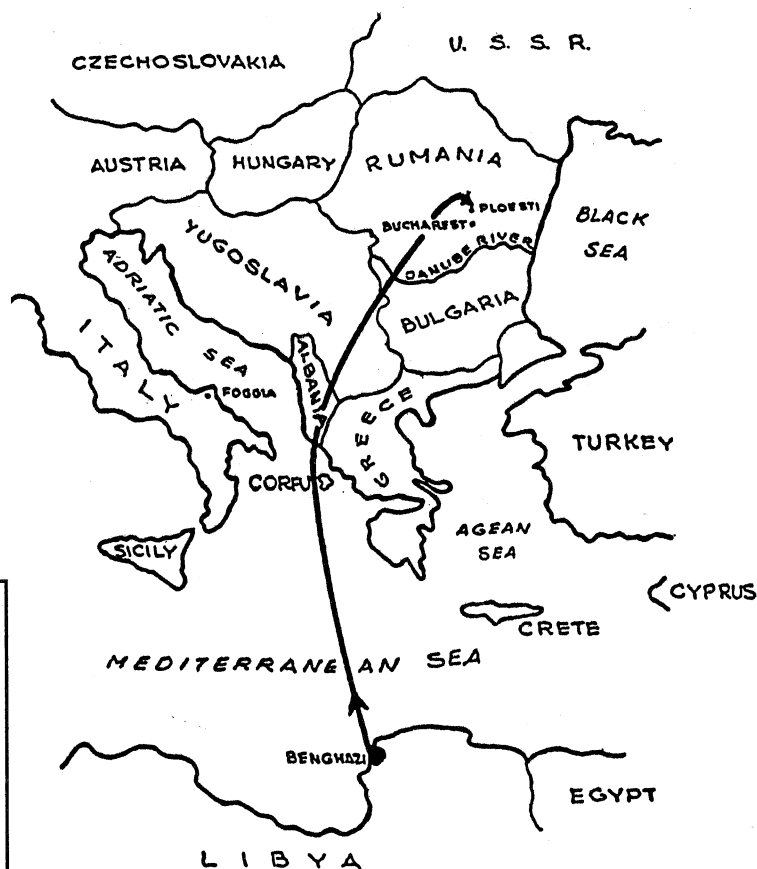 U. S. S. R.
CZECHOSLOVAKIA
AUSTRIA
HUNGARY
RUMANIA
PLOESTI
BUCHAREST
BLACK
SEA
YUGOSLAVIA
DANUBE RIVER
ADRIATIC SEA
BULGARIA
ITALY
ALBANIA
FOGGIA
GREECE
TURKEY
CORFU
AGEAN
SEA
SICILY
CYPRUS
CRETE
MEDITERRANEAN SEA
BENGHAZI
EGYPT
LIBYA